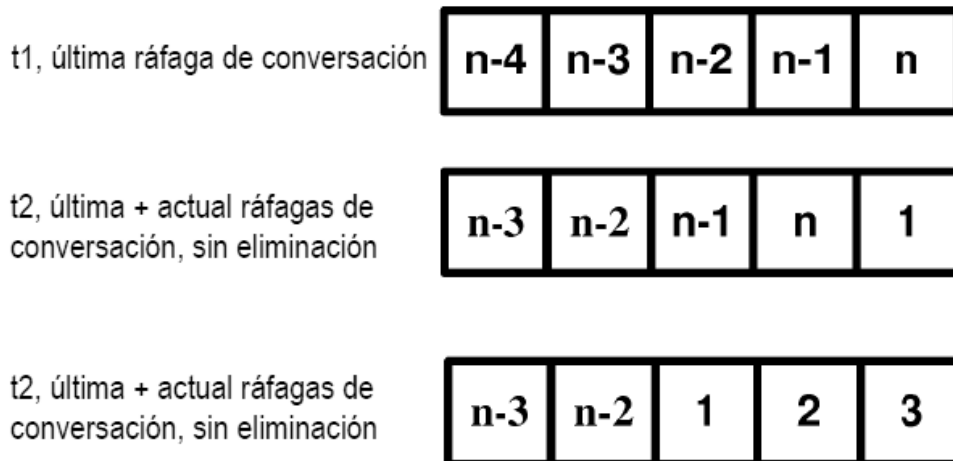 t1, última ráfaga de conversación n-4 n-3 n-2 n-1 n
t2, última + actual ráfagas de
conversación, sin eliminación n-3 n-2 n-1 n 1
t2, última + actual ráfagas de
conversación, sin eliminación n-3 n-2 1 2 3